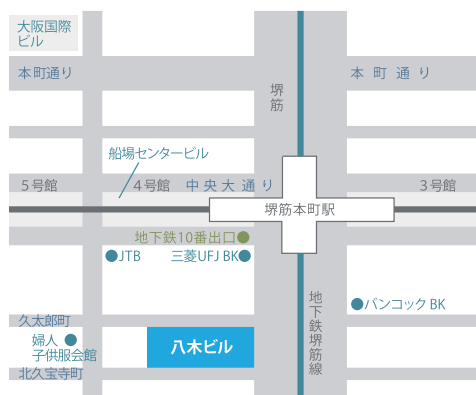 大阪国際
ビル
本町通り
本町通り
堺筋
船場センタービル
5号館
4号館
中央大通り
3号館
堺筋本町駅
地下鉄10番出口
JTB
三菱UFJ BK
地下鉄堺筋線
バンコック BK
久太郎町
婦人
子供服会館
八木ビル
北久宝寺町